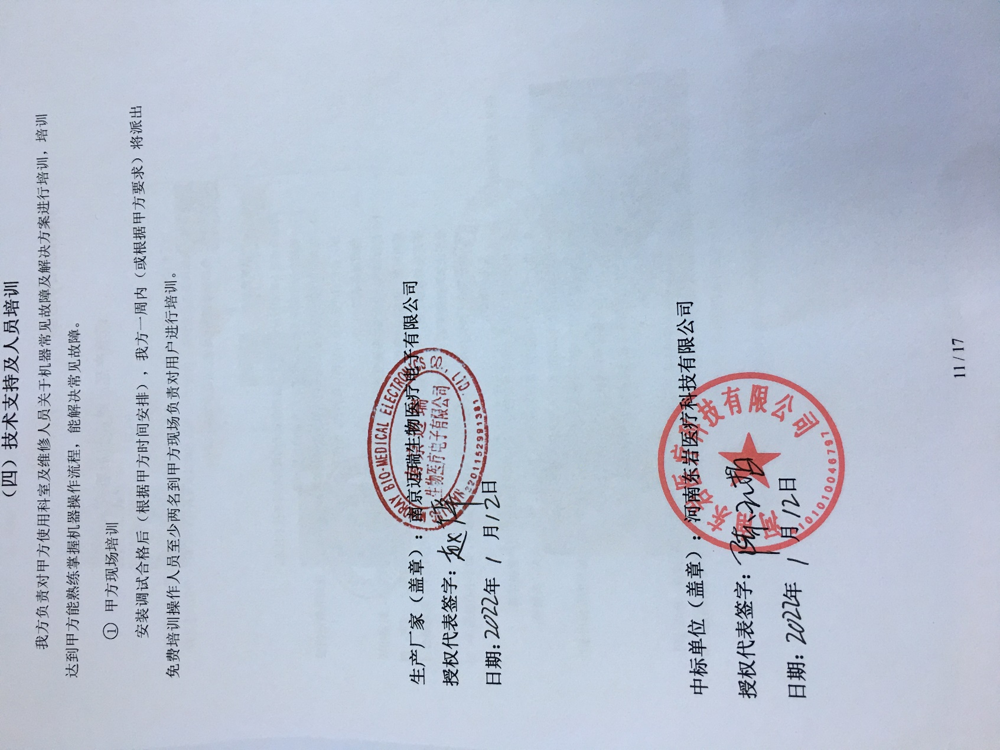 （四）技术支持及人员培训
我方负责对甲方使用科室及维修人员关于机器常见故障及解决方案进行培训，培训
达到甲方能熟练掌握机器操作流程，能解决常见故障。
① 甲方现场培训
安装调试合格后（根据甲方时间安排），我方一周内（或根据甲方要求）将派出
免费培训操作人员至少两名到甲方现场负责对用户进行培训。
生产厂家（盖章）：南京迈瑞生物医疗电子有限公司
授权代表签字：赵伟
日期：2022年1月12日
MINDRAY BIO-MEDICAL ELECTRONICS CO., LTD.
生物医疗电子有限公司
NANJING
3201152991381
中标单位（盖章）：河南东岩医疗科技有限公司
授权代表签字：
日期：2022年1月12日
河南东岩医疗科技有限公司
4101010046797
11 / 17